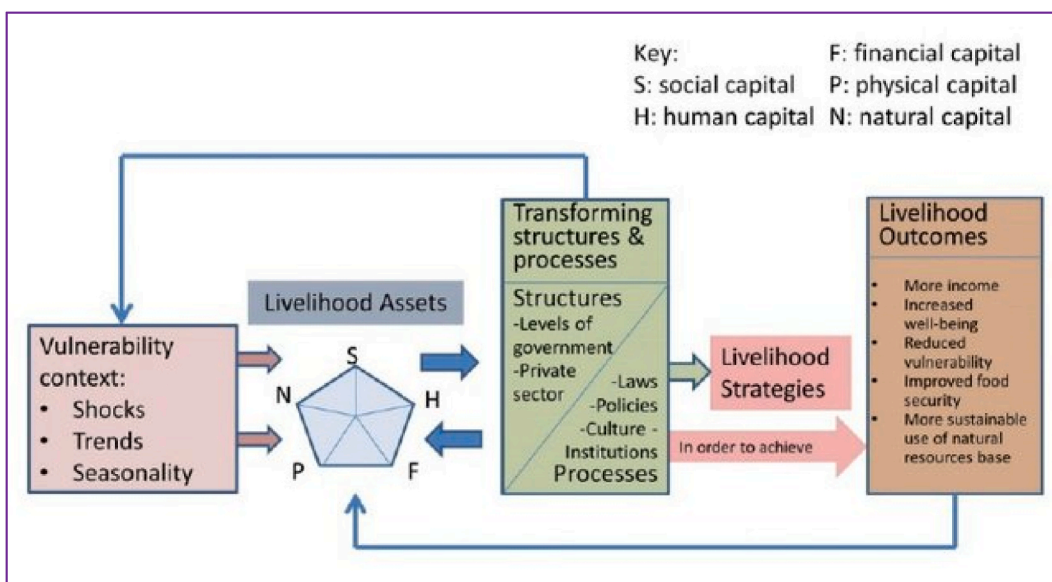 Key:
S: social capital
H: human capital
F: financial capital
P: physical capital
N: natural capital
Vulnerability
context:
• Shocks
• Trends
• Seasonality
Livelihood Assets
S
N
H
P
F
Transforming
structures &
processes
Structures
-Levels of
government
-Private
sector
-Laws
-Policies
-Culture -
Institutions
Processes
Livelihood
Strategies
In order to achieve
Livelihood
Outcomes
• More income
• Increased
well-being
• Reduced
vulnerability
• Improved food
security
• More sustainable
use of natural
resources base